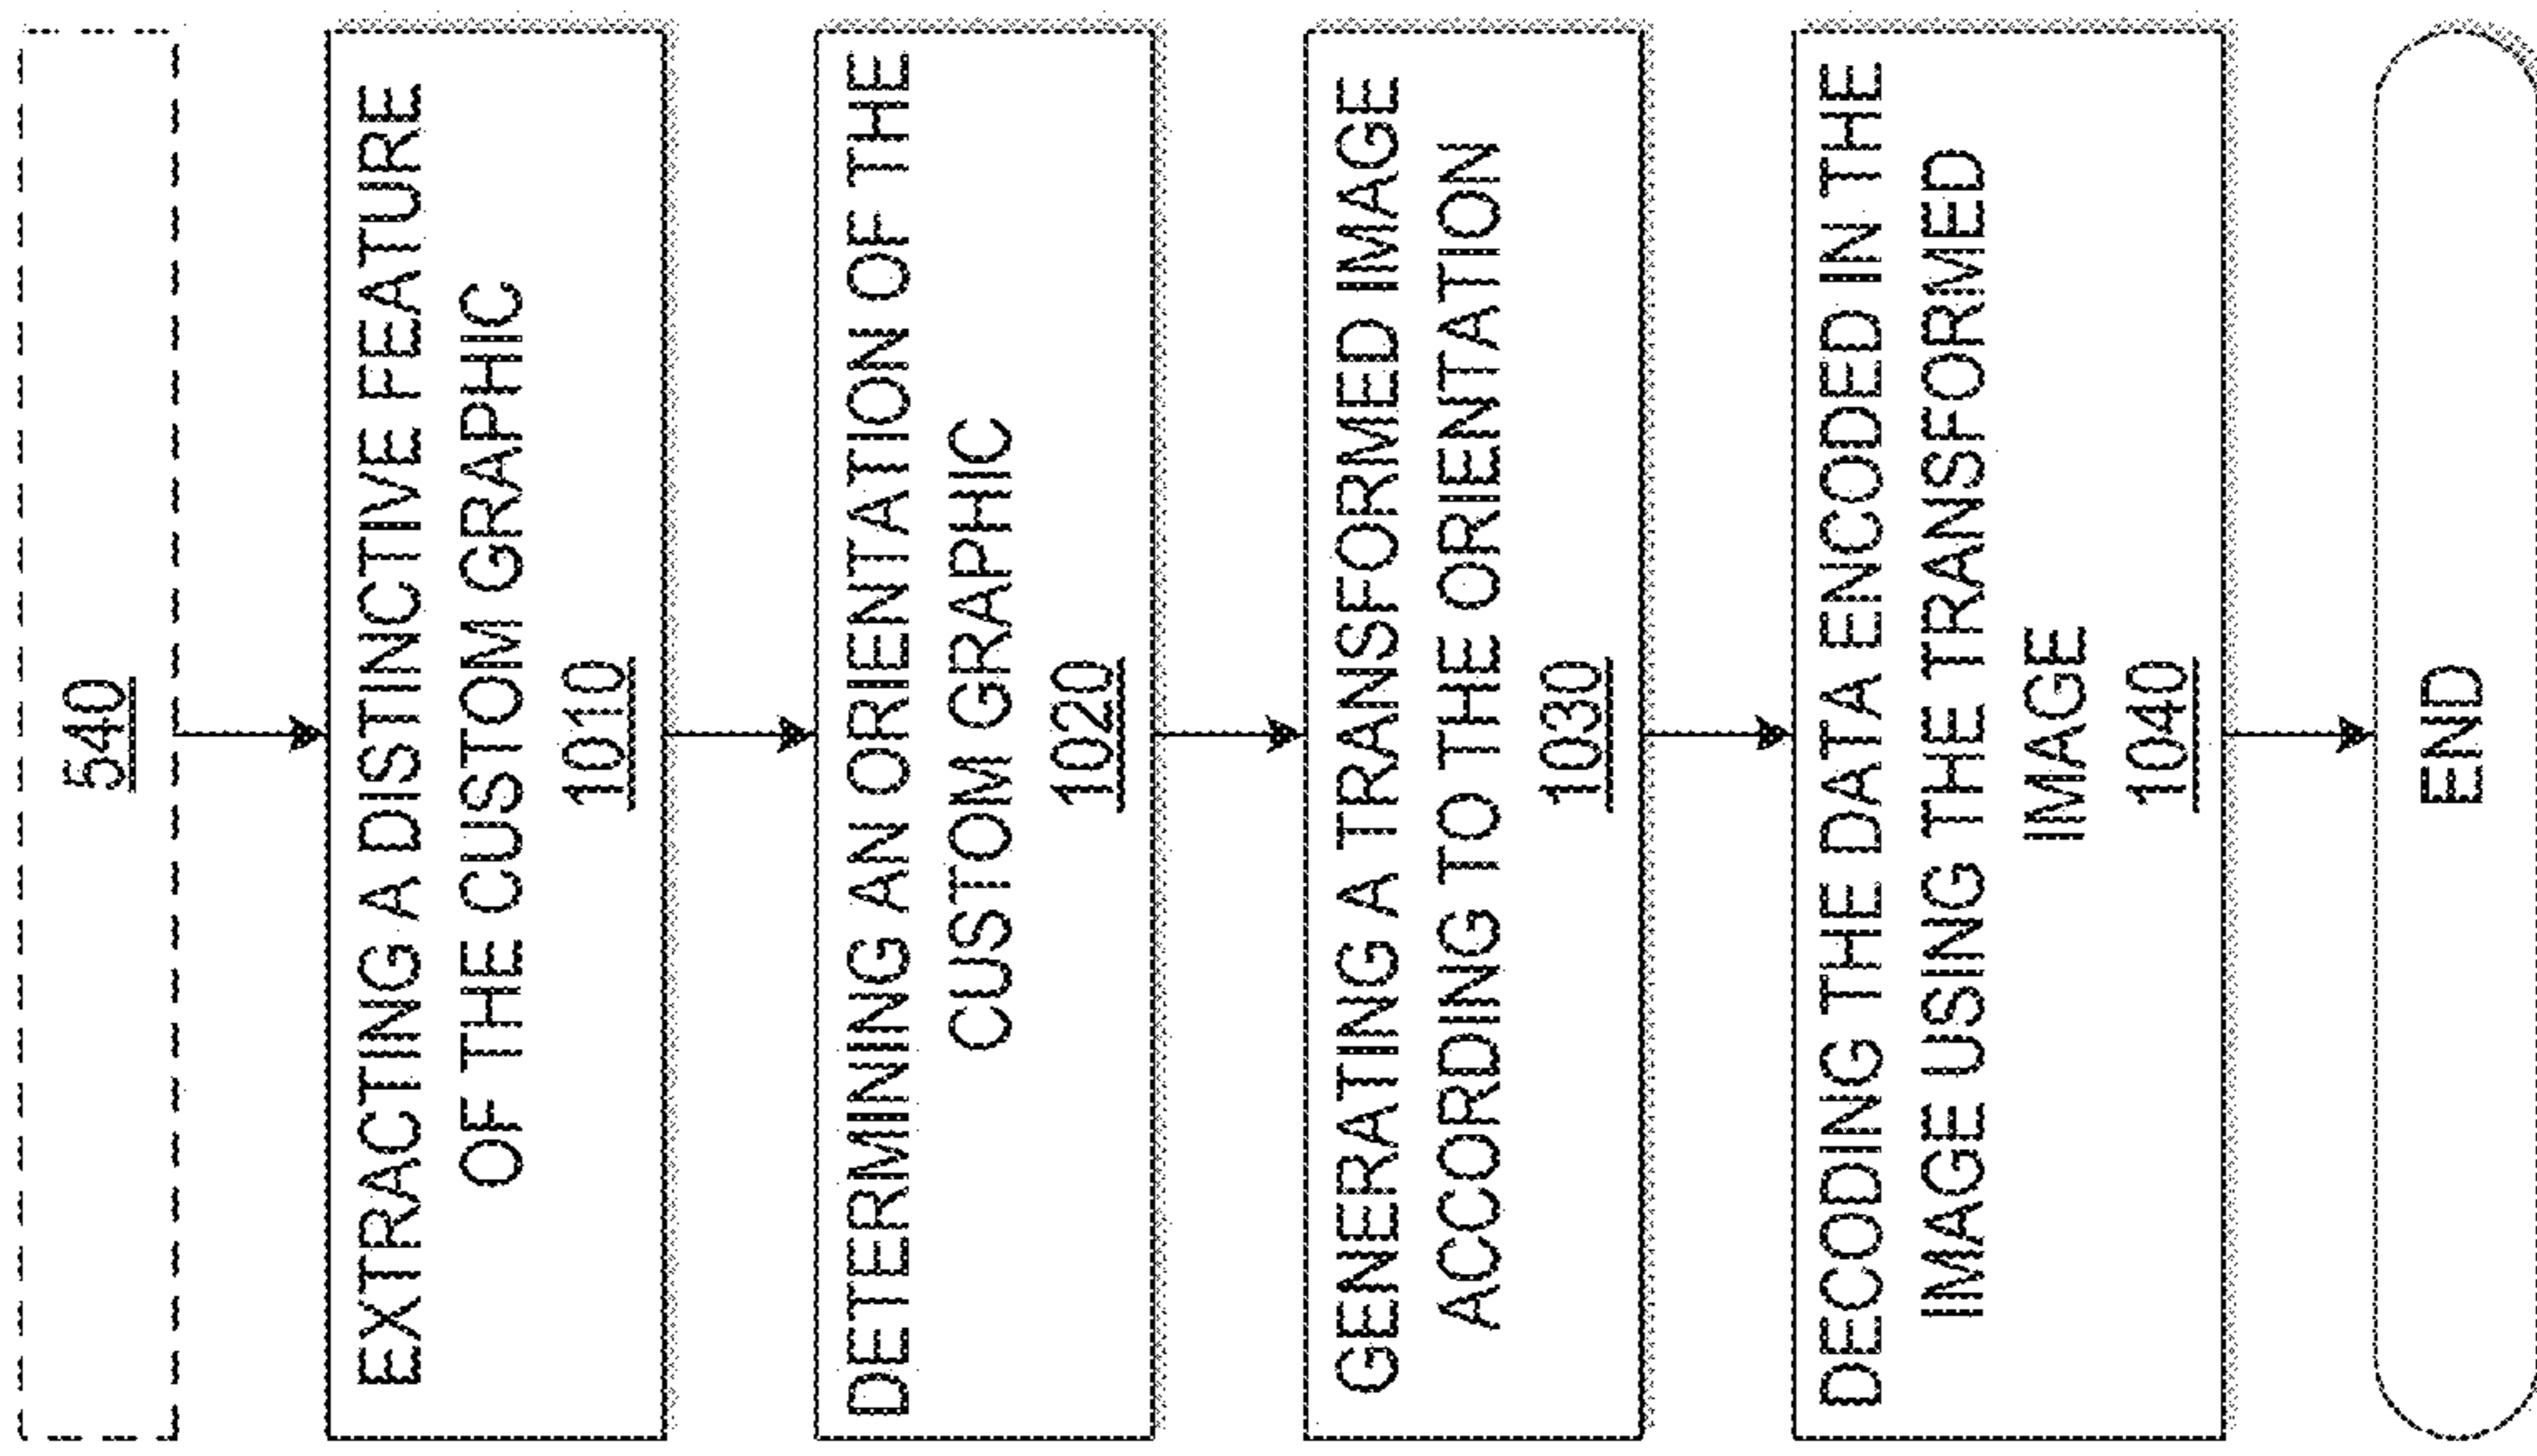 540
EXTRACTING A DISTINCTIVE FEATURE
OF THE CUSTOM GRAPHIC
1010
DETERMINING AN ORIENTATION OF THE
CUSTOM GRAPHIC
1020
GENERATING A TRANSFORMED IMAGE
ACCORDING TO THE ORIENTATION
1030
DECODING THE DATA ENCODED IN THE
IMAGE USING THE TRANSFORMED
IMAGE
1040
END